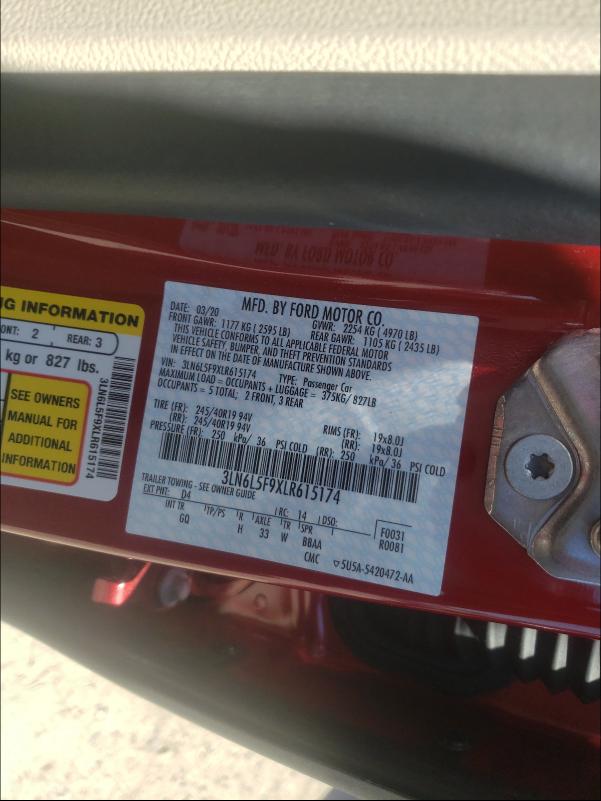 MFD. BY FORD MOTOR CO.
DATE: 03/20 GVWR: 2254 KG ( 4970 LB)
FRONT GAWR: 1177 KG ( 2595 LB) REAR GAWR: 1105 KG ( 2435 LB)
THIS VEHICLE CONFORMS TO ALL APPLICABLE FEDERAL MOTOR
VEHICLE SAFETY, BUMPER, AND THEFT PREVENTION STANDARDS
IN EFFECT ON THE DATE OF MANUFACTURE SHOWN ABOVE.
VIN: 3LN6L5F9XLR615174 TYPE: Passenger Car
MAXIMUM LOAD = OCCUPANTS + LUGGAGE = 375KG/ 827LB
OCCUPANTS = 5 TOTAL; 2 FRONT, 3 REAR
TIRE (FR): 245/40R19 94V RIMS (FR): 19x8.0J
(RR): 245/40R19 94V (RR): 19x8.0J
PRESSURE (FR): 250 kPa/ 36 PSI COLD (RR): 250 kPa/ 36 PSI COLD
3LN6L5F9XLR615174
TRAILER TOWING - SEE OWNER GUIDE
EXT PNT: D4 RC: 14 DSO: F0031
INT TR TP/PS R AXLE TR SPR R0081
GQ H 33 W BBAA
CMC ▽5U5A-5420472-AA
NG INFORMATION
ONT: 2 REAR: 3
kg or 827 lbs.
SEE OWNERS
MANUAL FOR
ADDITIONAL
INFORMATION
3LN6L5F9XLR615174